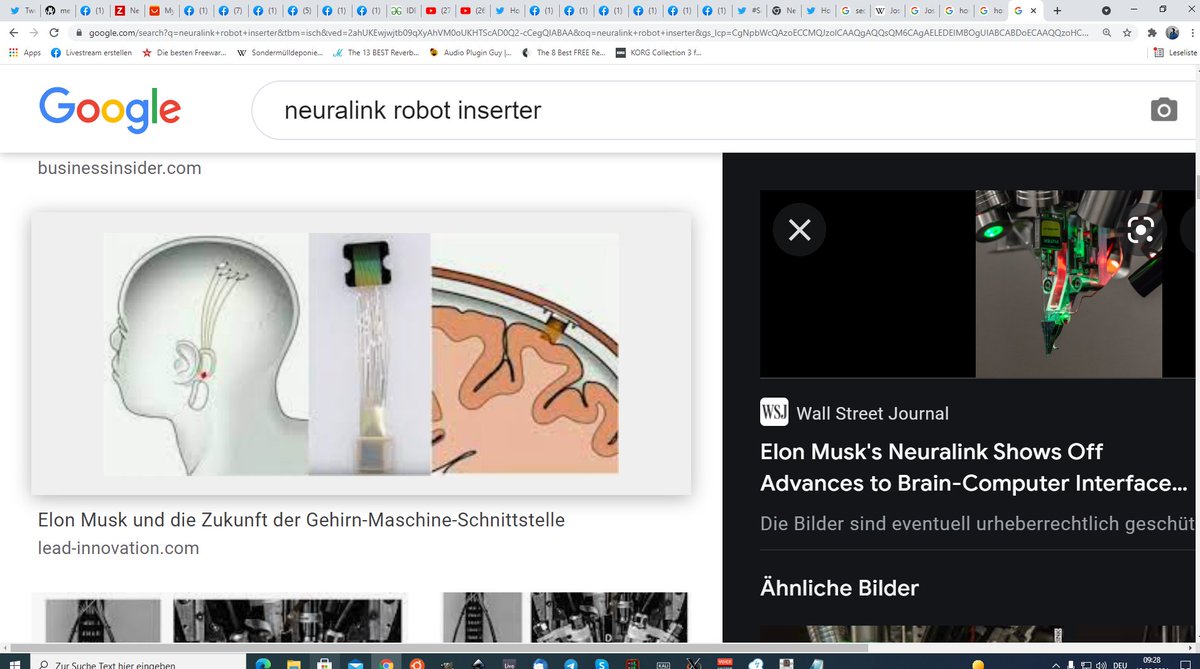 Tw
me
(1)
Ne
My
(1)
(7)
(1)
(5)
(1)
(1)
IDI
(27
(26
Ho
(1)
(1)
(1)
(1)
(1)
(1)
#S
Ne
Ho
sec
Jos
Jos
ho
ho
google.com/search?q=neuralink+robot+inserter&tbm=isch&ved=2ahUKEwjwjtb09qXyAhVM0oUKHTScAD0Q2-cCegQIABAA&oq=neuralink+robot+inserter&gs_lcp=CgNpbWcQAzoECCMQJzoICAAQgAQQsQM6CAgAELEDEIMBOgUIABCABDoECAAQQzoHC...
Apps
Livestream erstellen
Die besten Freewar...
Sondermülldeponie...
The 13 BEST Reverb...
Audio Plugin Guy |...
The 8 Best FREE Re...
KORG Collection 3 f...
Leseliste
Google
neuralink robot inserter
businessinsider.com
Elon Musk und die Zukunft der Gehirn-Maschine-Schnittstelle
lead-innovation.com
WSJ Wall Street Journal
Elon Musk's Neuralink Shows Off
Advances to Brain-Computer Interface...
Die Bilder sind eventuell urheberrechtlich geschüt
Ähnliche Bilder
D
Zur Suche Text hier eingeben
Live
DEU
09:28